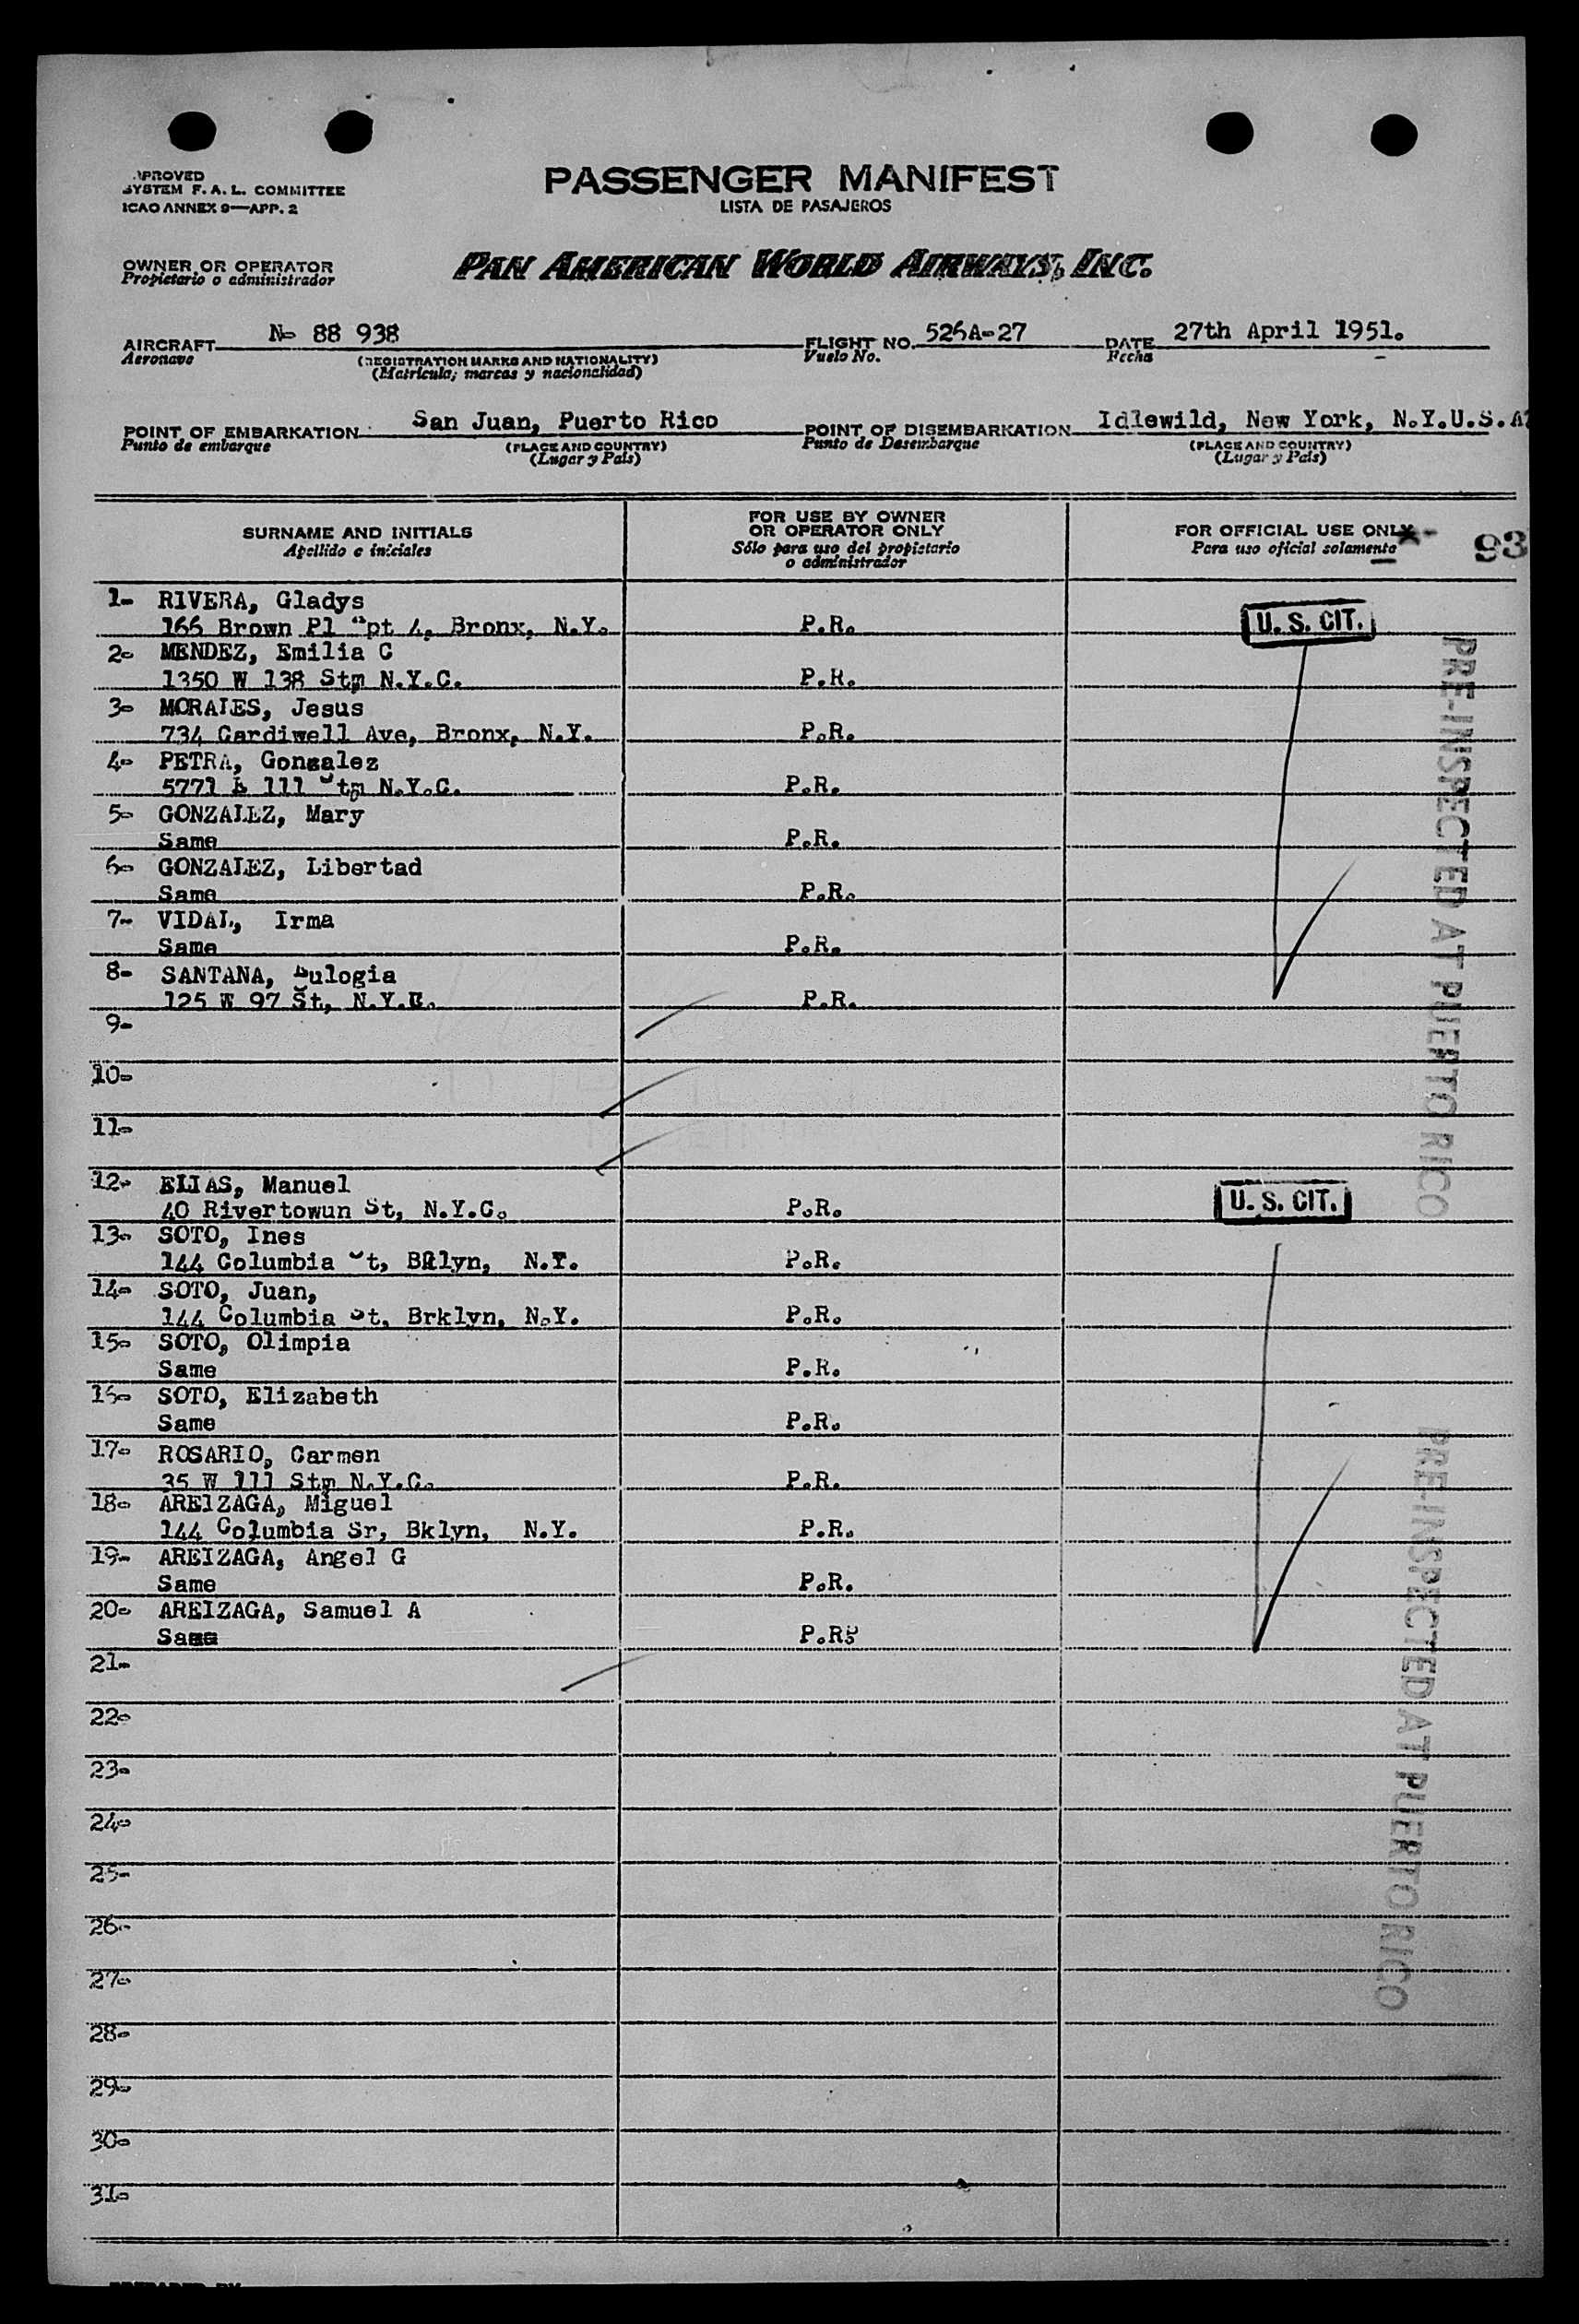 APPROVED
SYSTEM F. A. L. COMMITTEE
ICAO ANNEX 9—APP. 2
PASSENGER MANIFEST
LISTA DE PASAJEROS
OWNER OR OPERATOR
Propietario o administrador
PAN AMERICAN WORLD AIRWAYS, INC.
AIRCRAFT No 88 938
Aeronave
(REGISTRATION MARKS AND NATIONALITY)
(Matricula; marcas y nacionalidad)
FLIGHT NO. 526A-27
Vuelo No.
DATE 27th April 1951.
Fecha
POINT OF EMBARKATION San Juan, Puerto Rico
Punto de embarque
(PLACE AND COUNTRY)
(Lugar y Pais)
POINT OF DISEMBARKATION Idlewild, New York, N.Y.U.S.A
Punto de Desembarque
(PLACE AND COUNTRY)
(Lugar y Pais)
SURNAME AND INITIALS
Apellido e iniciales
FOR USE BY OWNER
OR OPERATOR ONLY
Sólo para uso del propietario
o administrador
FOR OFFICIAL USE ONLY
Para uso oficial solamente
93
1- RIVERA, Gladys
166 Brown Pl Apt 4, Bronx, N.Y. P.R. U. S. CIT.
2- MENDEZ, Emilia C
1350 W 138 Stm N.Y.C. P.R.
3- MORALES, Jesus
734 Cardiwell Ave, Bronx, N.Y. P.R.
4- PETRA, Gonzalez
5771 E 111 Stm N.Y.C. P.R.
5- GONZALEZ, Mary
Same P.R.
6- GONZALEZ, Libertad
Same P.R.
7- VIDAL, Irma
Same P.R.
8- SANTANA, Eulogia
125 W 97 St, N.Y.C. P.R.
9-
10-
11-
12- ELIAS, Manuel
40 Rivertowun St, N.Y.C. P.R. U. S. CIT.
13- SOTO, Ines
144 Columbia St, Bklyn, N.Y. P.R.
14- SOTO, Juan,
144 Columbia St, Brklyn, N.Y. P.R.
15- SOTO, Olimpia
Same P.R.
16- SOTO, Elizabeth
Same P.R.
17- ROSARIO, Carmen
35 W 111 Stm N.Y.C. P.R.
18- AREIZAGA, Miguel
144 Columbia Sr, Bklyn, N.Y. P.R.
19- AREIZAGA, Angel G
Same P.R.
20- AREIZAGA, Samuel A
Same P.R.
21-
22-
23-
24-
25-
26-
27-
28-
29-
30-
31-
PRE-INSPECTED AT PUERTO RICO
PRE-INSPECTED AT PUERTO RICO